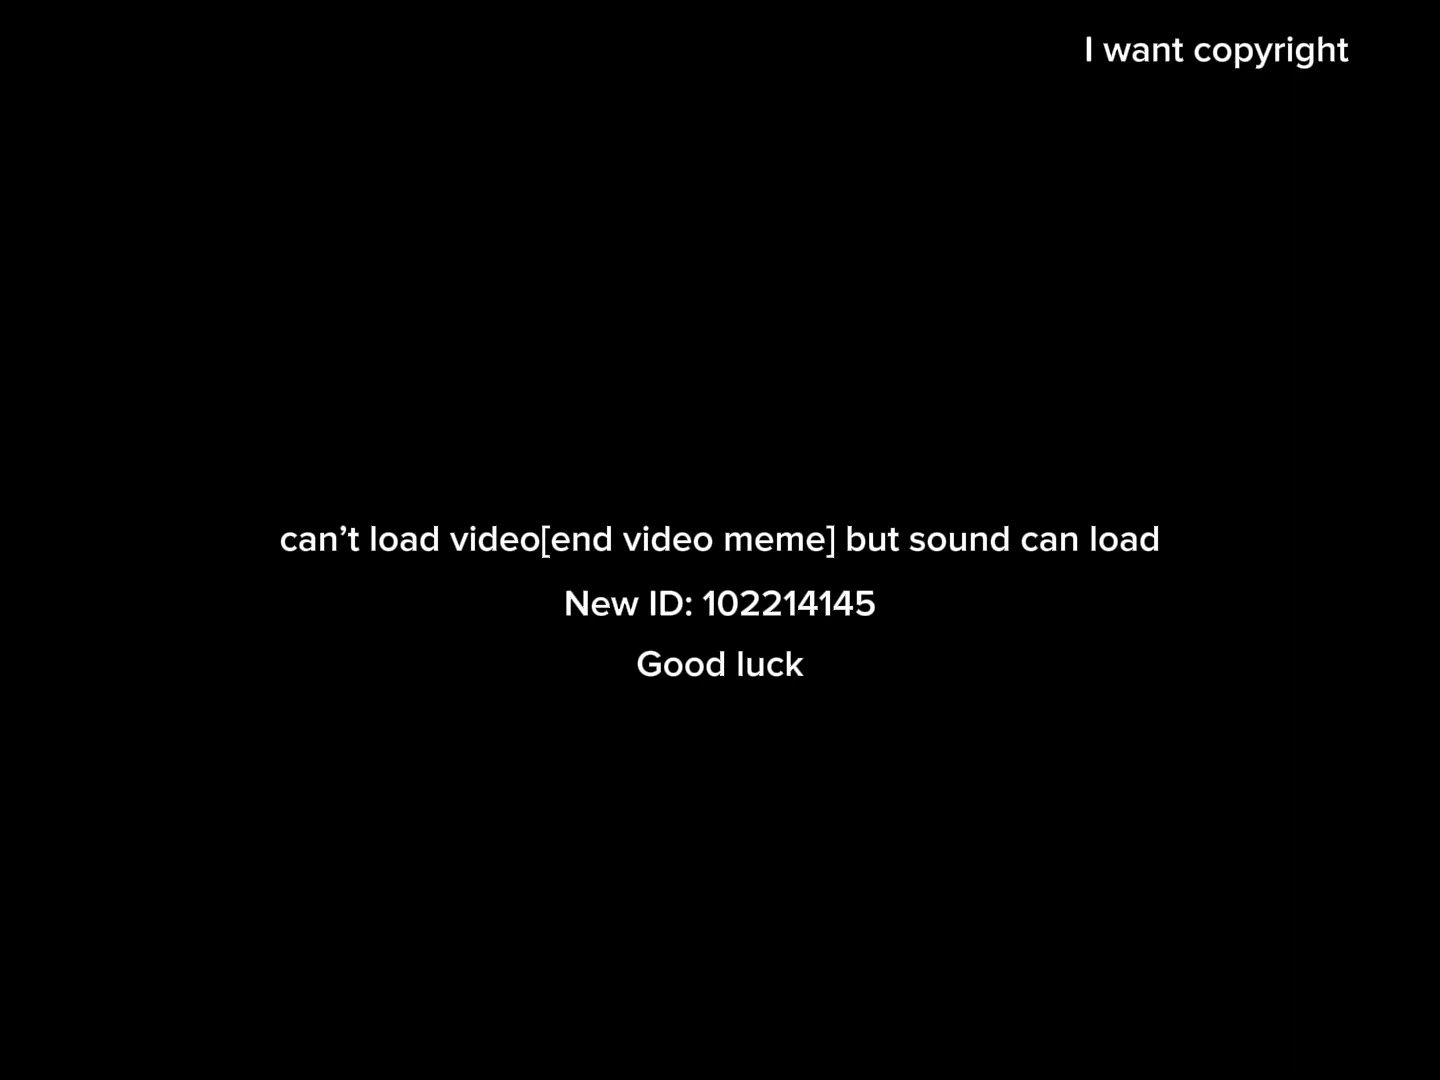 I want copyright
can’t load video[end video meme] but sound can load
New ID: 102214145
Good luck